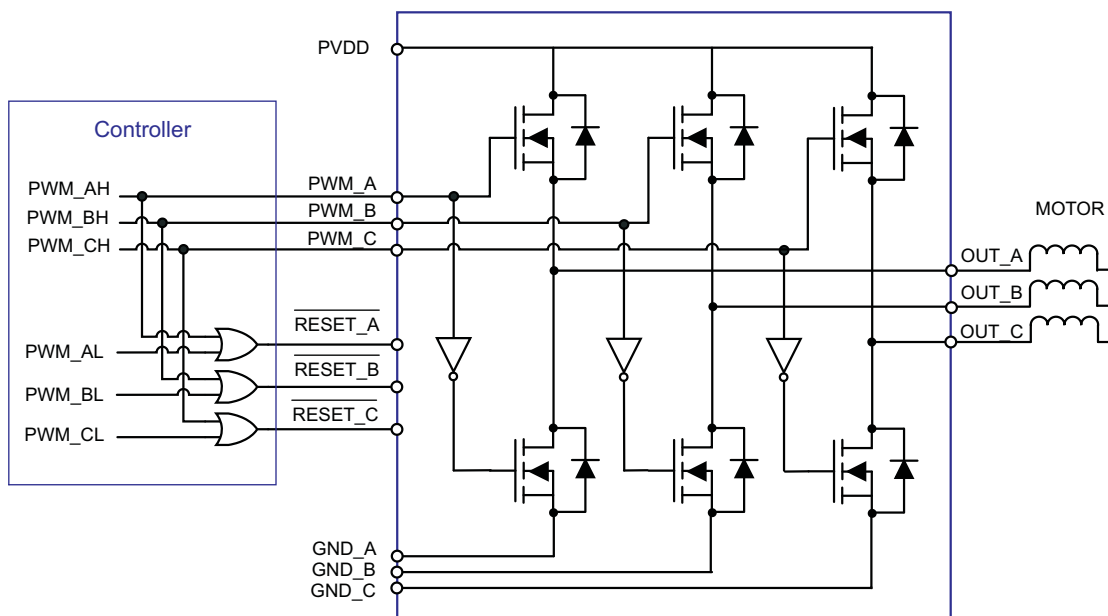 PVDD
Controller
PWM_AH
PWM_A
PWM_BH
PWM_B
PWM_CH
PWM_C
MOTOR
OUT_A
OUT_B
OUT_C
RESET_A
PWM_AL
RESET_B
PWM_BL
RESET_C
PWM_CL
GND_A
GND_B
GND_C